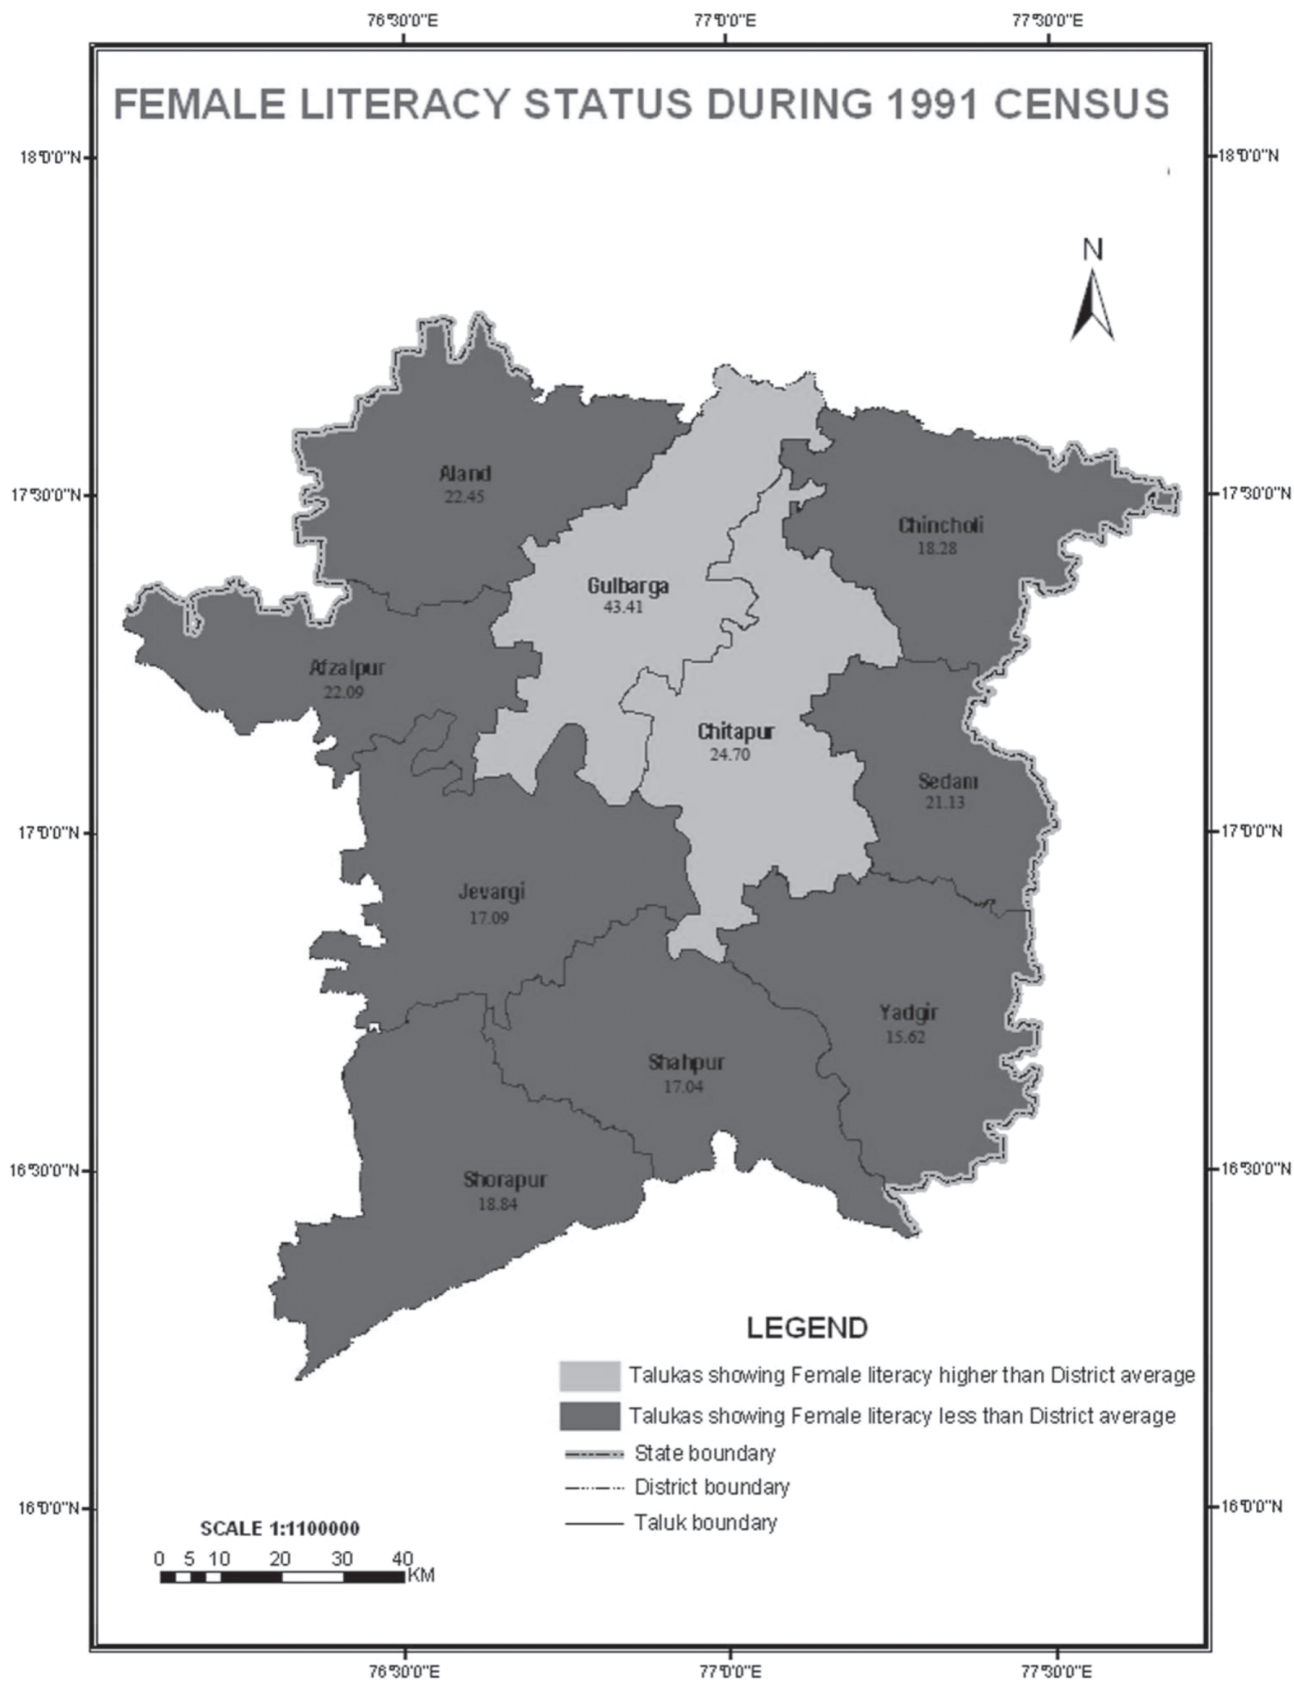 76°30'0"E 77°0'0"E 77°30'0"E
FEMALE LITERACY STATUS DURING 1991 CENSUS
18°0'0"N 18°0'0"N
N
Aland
22.45
17°30'0"N 17°30'0"N
Chincholi
18.28
Gulbarga
43.41
Afzalpur
22.09
Chitapur
24.70
Sedam
21.13
17°0'0"N 17°0'0"N
Jevargi
17.09
Yadgir
15.62
Shahpur
17.04
16°30'0"N 16°30'0"N
Shorapur
18.84
LEGEND
Talukas showing Female literacy higher than District average
Talukas showing Female literacy less than District average
State boundary
District boundary
Taluk boundary
16°0'0"N 16°0'0"N
SCALE 1:1100000
0 5 10 20 30 40
KM
76°30'0"E 77°0'0"E 77°30'0"E